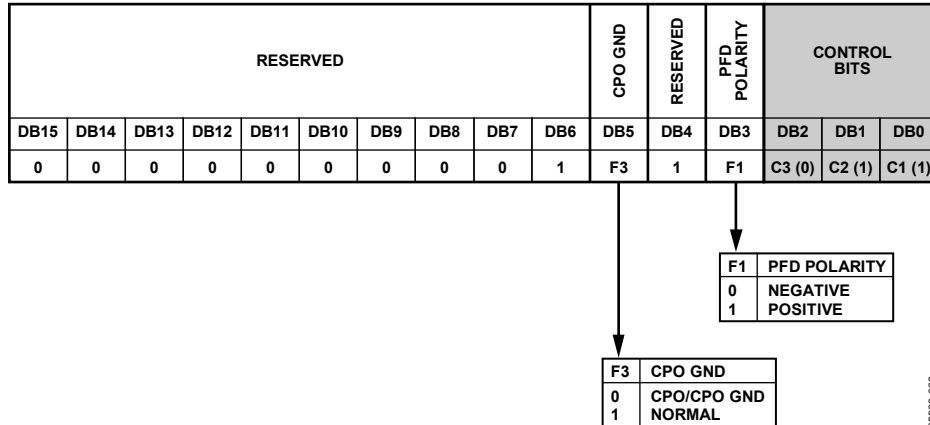 RESERVED
CPO GND
RESERVED
PFD
POLARITY
CONTROL
BITS
DB15 DB14 DB13 DB12 DB11 DB10 DB9 DB8 DB7 DB6 DB5 DB4 DB3 DB2 DB1 DB0
0 0 0 0 0 0 0 0 0 1 F3 1 F1 C3 (0) C2 (1) C1 (1)
F1 PFD POLARITY
0 NEGATIVE
1 POSITIVE
F3 CPO GND
0 CPO/CPO GND
1 NORMAL